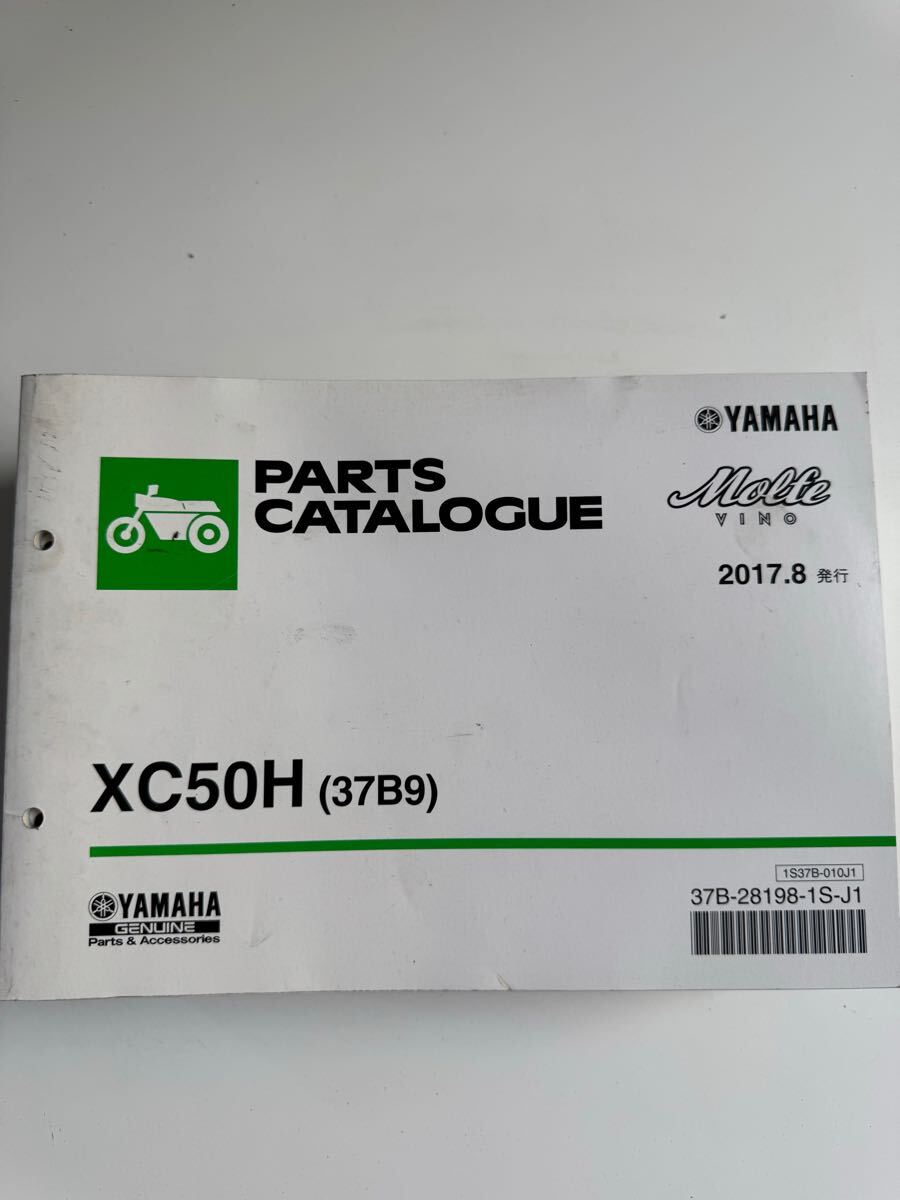 YAMAHA
PARTS
CATALOGUE
Molfe
VINO
2017.8 発行
XC50H (37B9)
1S37B-010J1
37B-28198-1S-J1
YAMAHA
GENUINE
Parts & Accessories